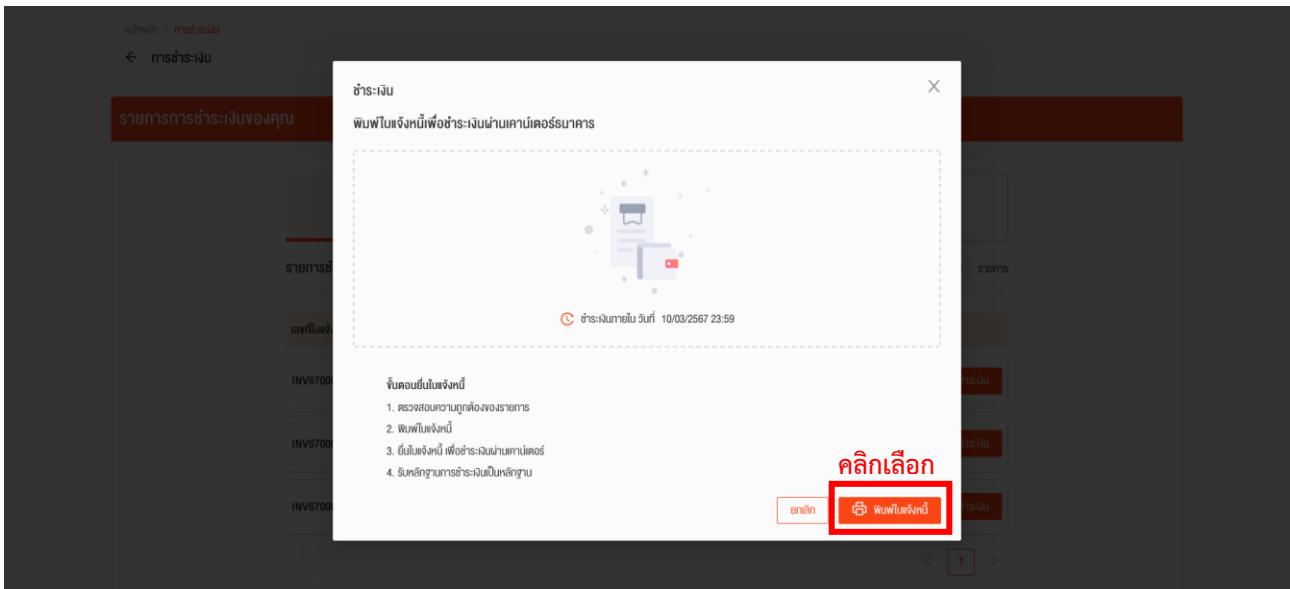 หน้าหลัก / การชำระเงิน
← การชำระเงิน
รายการการชำระเงินของคุณ
ชำระเงิน
พิมพ์ใบแจ้งหนี้เพื่อชำระเงินผ่านเคาน์เตอร์ธนาคาร
ชำระเงินภายใน วันที่ 10/03/2567 23:59
รายการ
ขั้นตอนยื่นใบแจ้งหนี้
1. ตรวจสอบความถูกต้องของรายการ
2. พิมพ์ใบแจ้งหนี้
3. ยื่นใบแจ้งหนี้ เพื่อชำระเงินผ่านเคาน์เตอร์
4. รับหลักฐานการชำระเงินเป็นหลักฐาน
คลิกเลือก
ยกเลิก พิมพ์ใบแจ้งหนี้
< 1 >